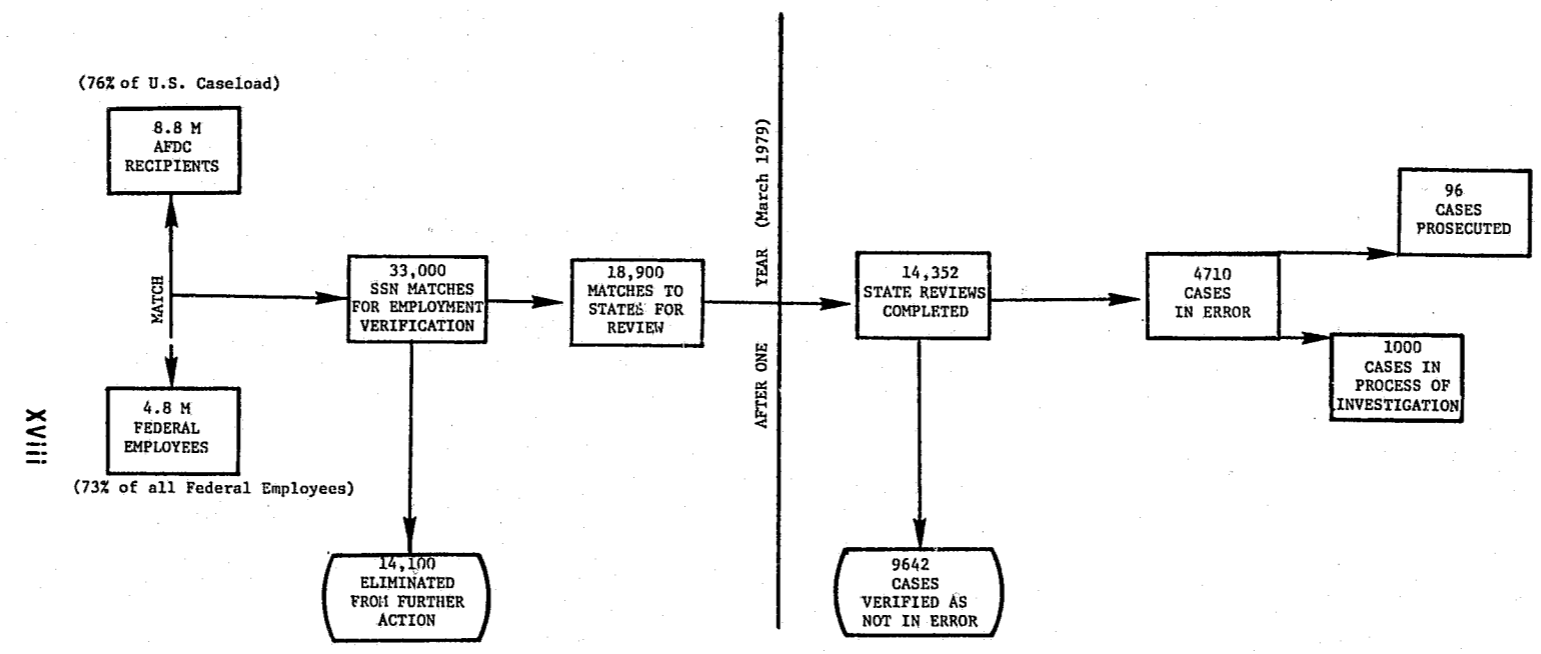 (76% of U.S. Caseload)
8.8 M
AFDC
RECIPIENTS
MATCH
4.8 M
FEDERAL
EMPLOYEES
(73% of all Federal Employees)
33,000
SSN MATCHES
FOR EMPLOYMENT
VERIFICATION
14,100
ELIMINATED
FROM FURTHER
ACTION
18,900
MATCHES TO
STATES FOR
REVIEW
AFTER ONE YEAR (March 1979)
14,352
STATE REVIEWS
COMPLETED
9642
CASES
VERIFIED AS
NOT IN ERROR
4710
CASES
IN ERROR
96
CASES
PROSECUTED
1000
CASES IN
PROCESS OF
INVESTIGATION
xviii